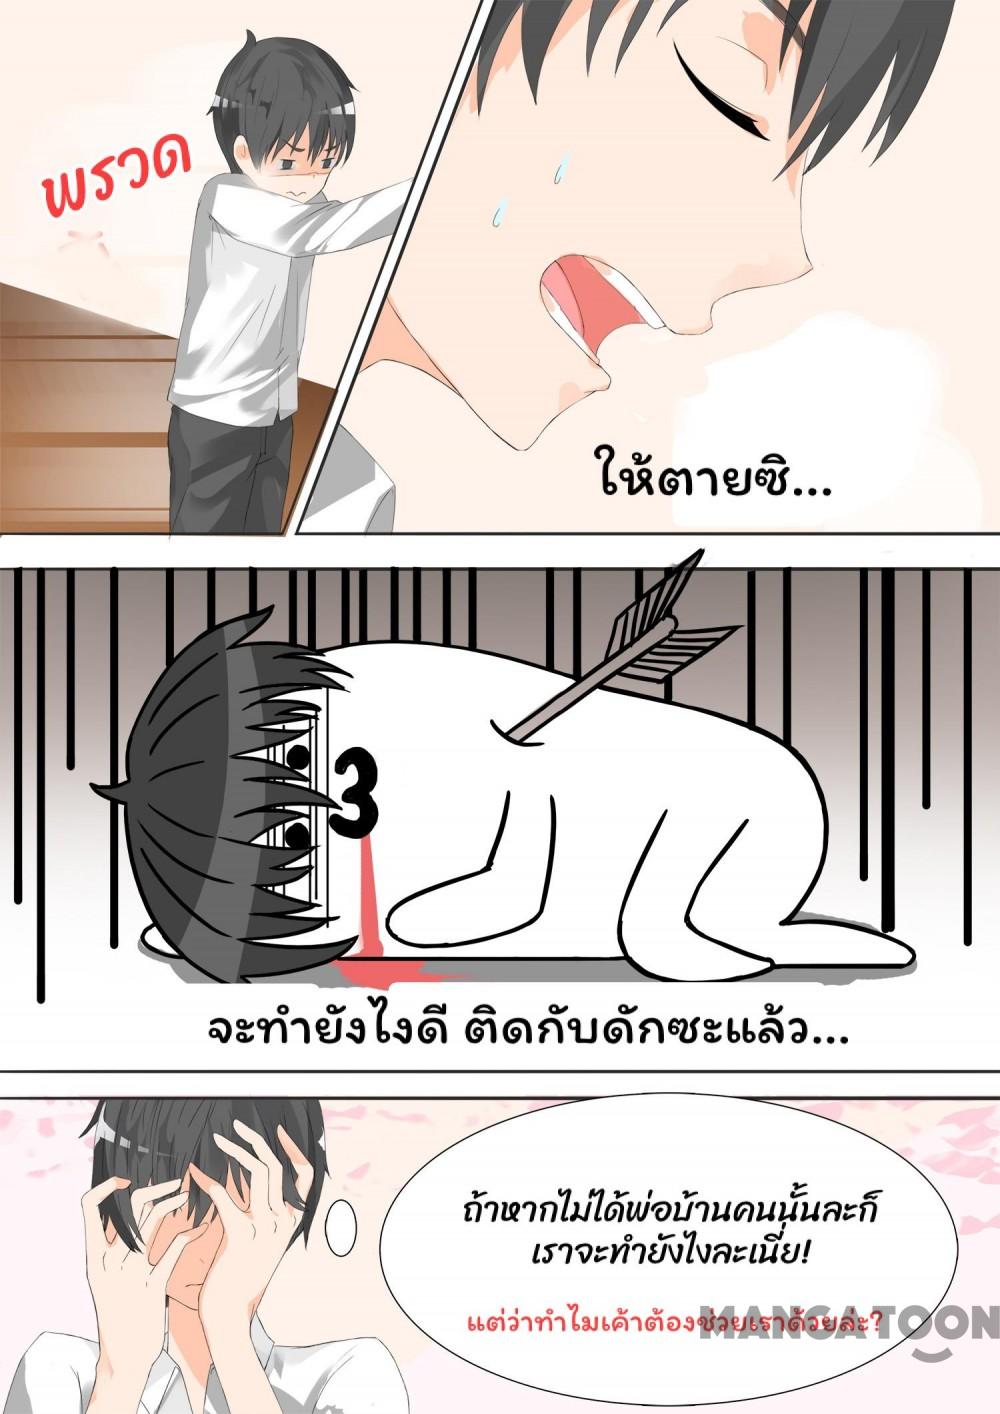 พรวด
ให้ตายซิ...
3
จะทำยังไงดี ติดกับดักซะแล้ว...
ถ้าหากไม่ได้พ่อบ้านคนนั้นละก็
เราจะทำยังไงละเนี่ย!
แต่ว่าทำไมเค้าต้องช่วยเราด้วยล่ะ?
MANGATOON